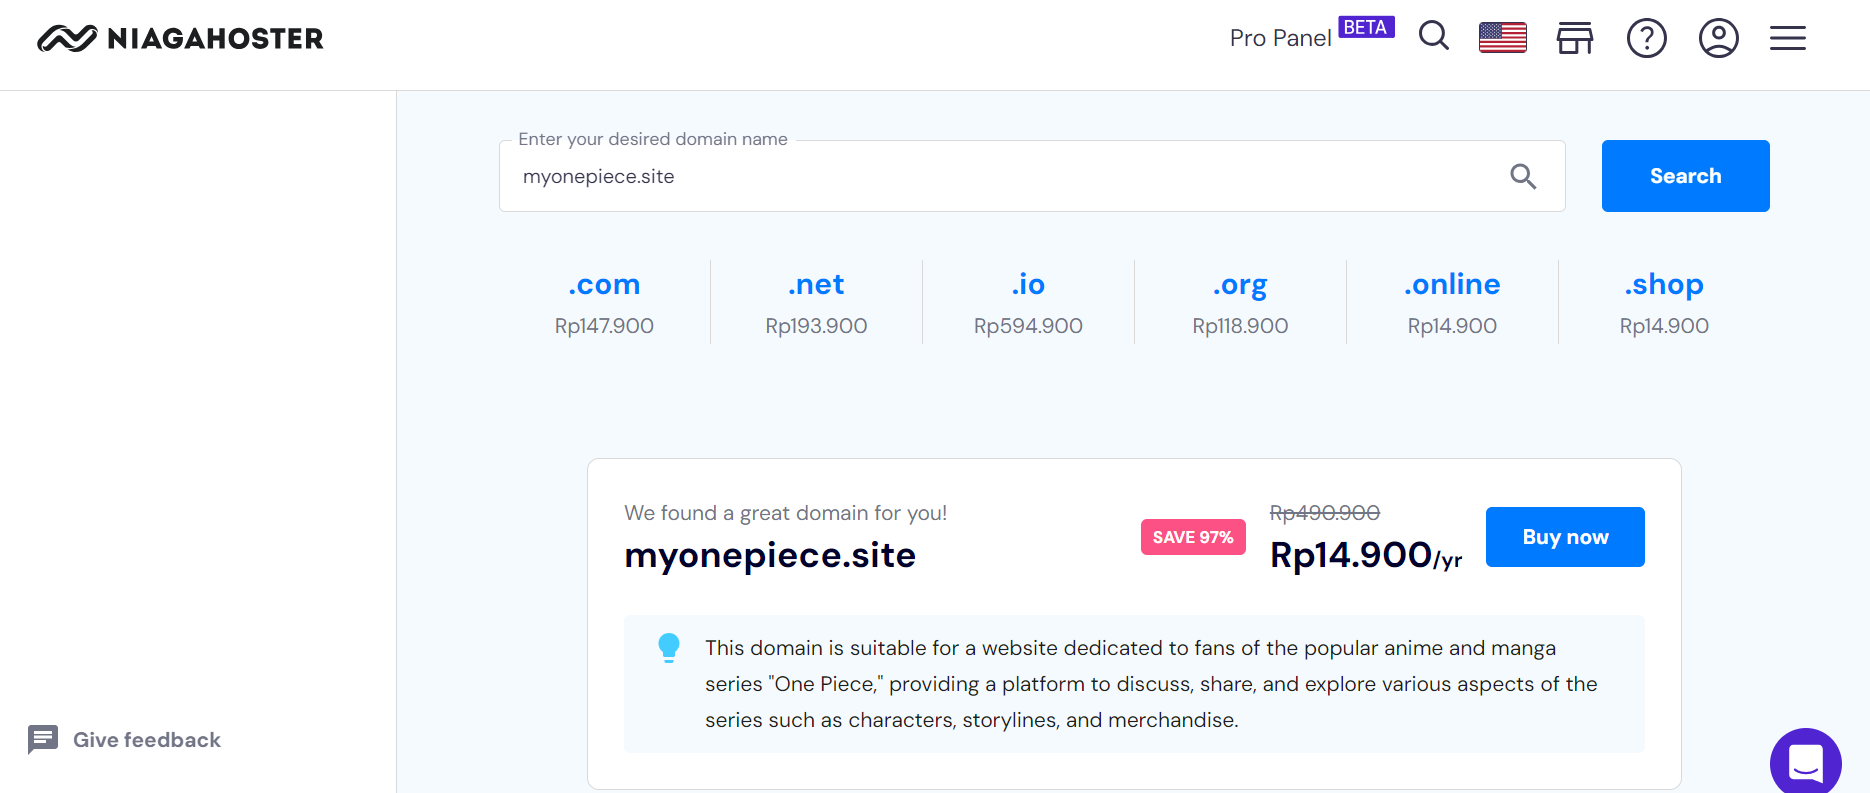 NIAGAHOSTER
Pro Panel BETA
Enter your desired domain name
myonepiece.site
Search
.com
Rp147.900
.net
Rp193.900
.io
Rp594.900
.org
Rp118.900
.online
Rp14.900
.shop
Rp14.900
We found a great domain for you!
myonepiece.site
SAVE 97%
Rp490.900
Rp14.900/yr
Buy now
This domain is suitable for a website dedicated to fans of the popular anime and manga
series "One Piece," providing a platform to discuss, share, and explore various aspects of the
series such as characters, storylines, and merchandise.
Give feedback